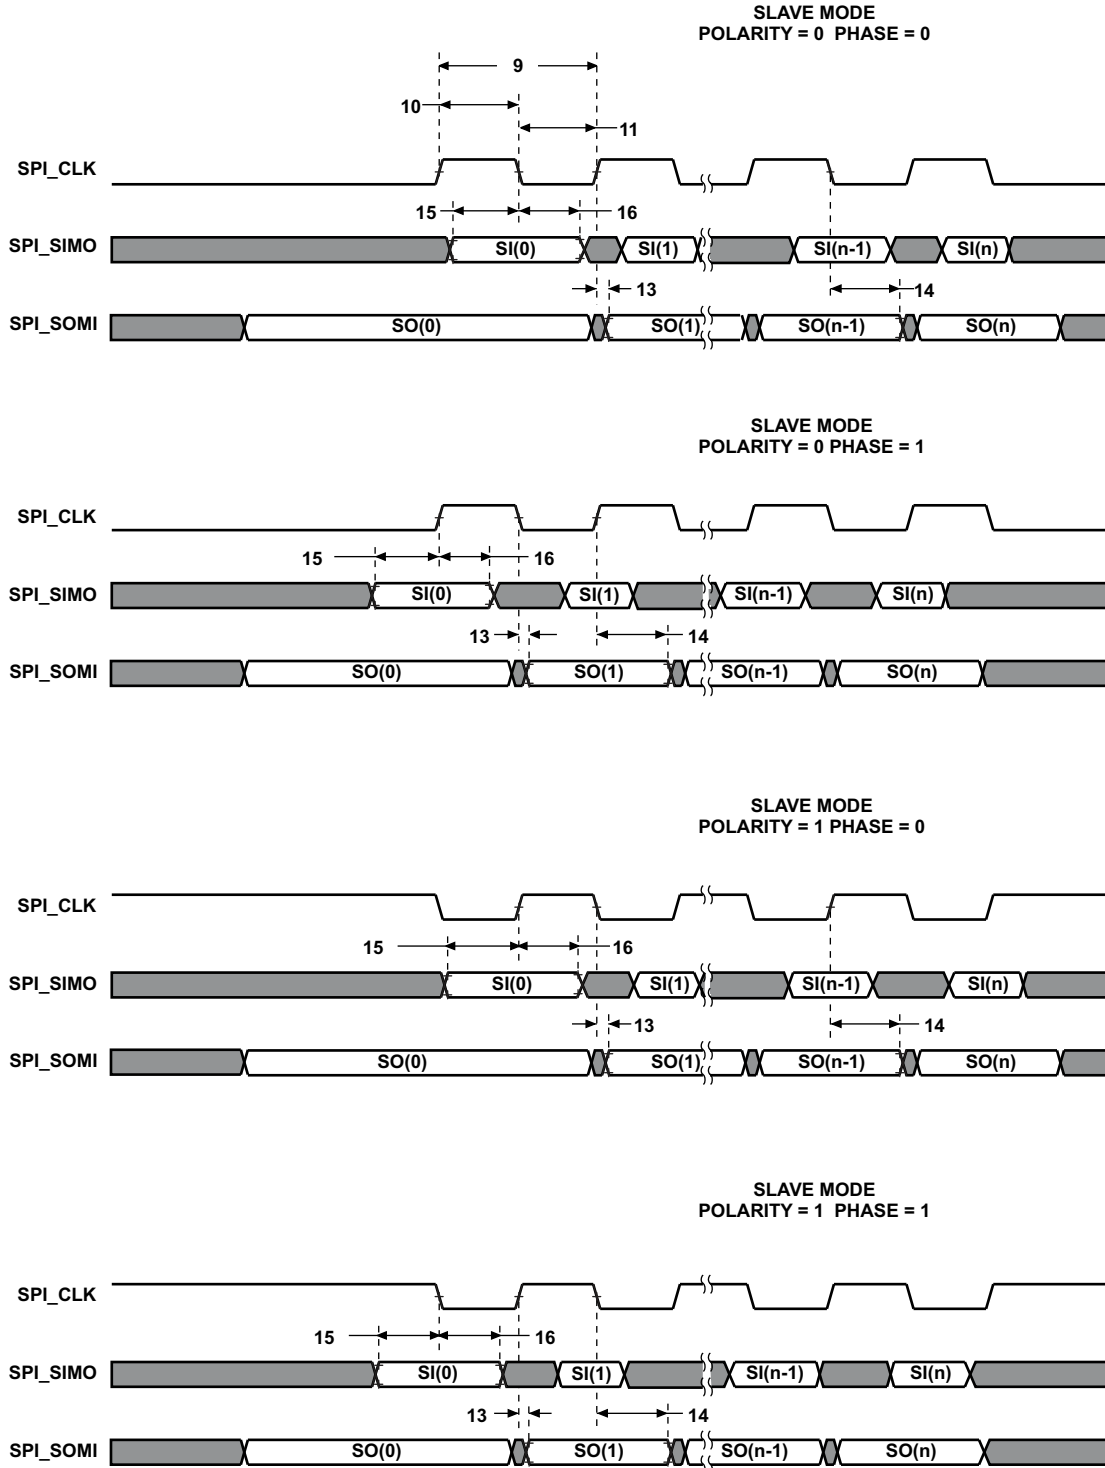 SLAVE MODE
POLARITY = 0 PHASE = 0
9
10
11
SPI_CLK
15
16
SPI_SIMO
SI(0)
SI(1)
SI(n-1)
SI(n)
13
14
SPI_SOMI
SO(0)
SO(1)
SO(n-1)
SO(n)
SLAVE MODE
POLARITY = 0 PHASE = 1
SPI_CLK
15
16
SPI_SIMO
SI(0)
SI(1)
SI(n-1)
SI(n)
13
14
SPI_SOMI
SO(0)
SO(1)
SO(n-1)
SO(n)
SLAVE MODE
POLARITY = 1 PHASE = 0
SPI_CLK
15
16
SPI_SIMO
SI(0)
SI(1)
SI(n-1)
SI(n)
13
14
SPI_SOMI
SO(0)
SO(1)
SO(n-1)
SO(n)
SLAVE MODE
POLARITY = 1 PHASE = 1
SPI_CLK
15
16
SPI_SIMO
SI(0)
SI(1)
SI(n-1)
SI(n)
13
14
SPI_SOMI
SO(0)
SO(1)
SO(n-1)
SO(n)